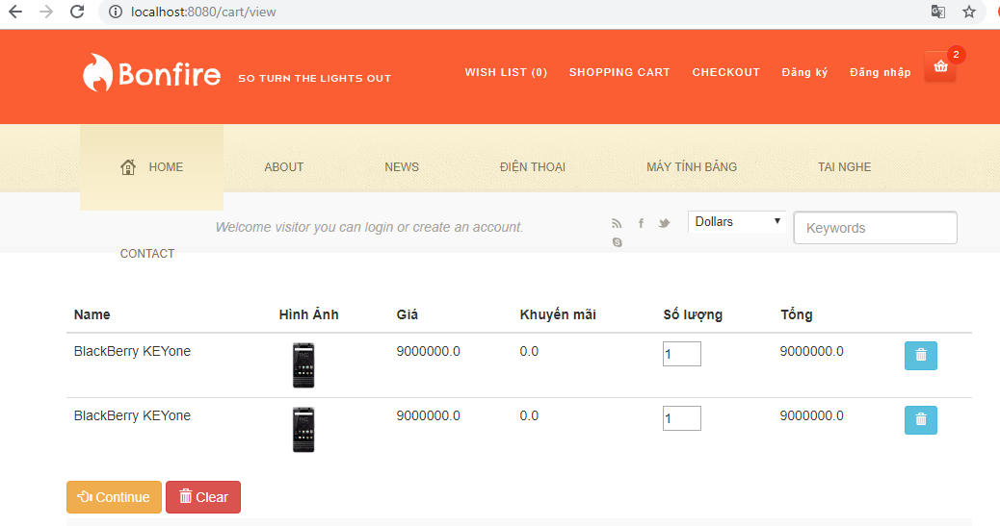 localhost:8080/cart/view
Bonfire SO TURN THE LIGHTS OUT WISH LIST (0) SHOPPING CART CHECKOUT Đăng ký Đăng nhập 2
HOME ABOUT NEWS ĐIỆN THOẠI MÁY TÍNH BẢNG TAI NGHE
Welcome visitor you can login or create an account. Dollars Keywords
CONTACT
Name Hình Ảnh Giá Khuyến mãi Số lượng Tổng
BlackBerry KEYone 9000000.0 0.0 1 9000000.0
BlackBerry KEYone 9000000.0 0.0 1 9000000.0
Continue Clear